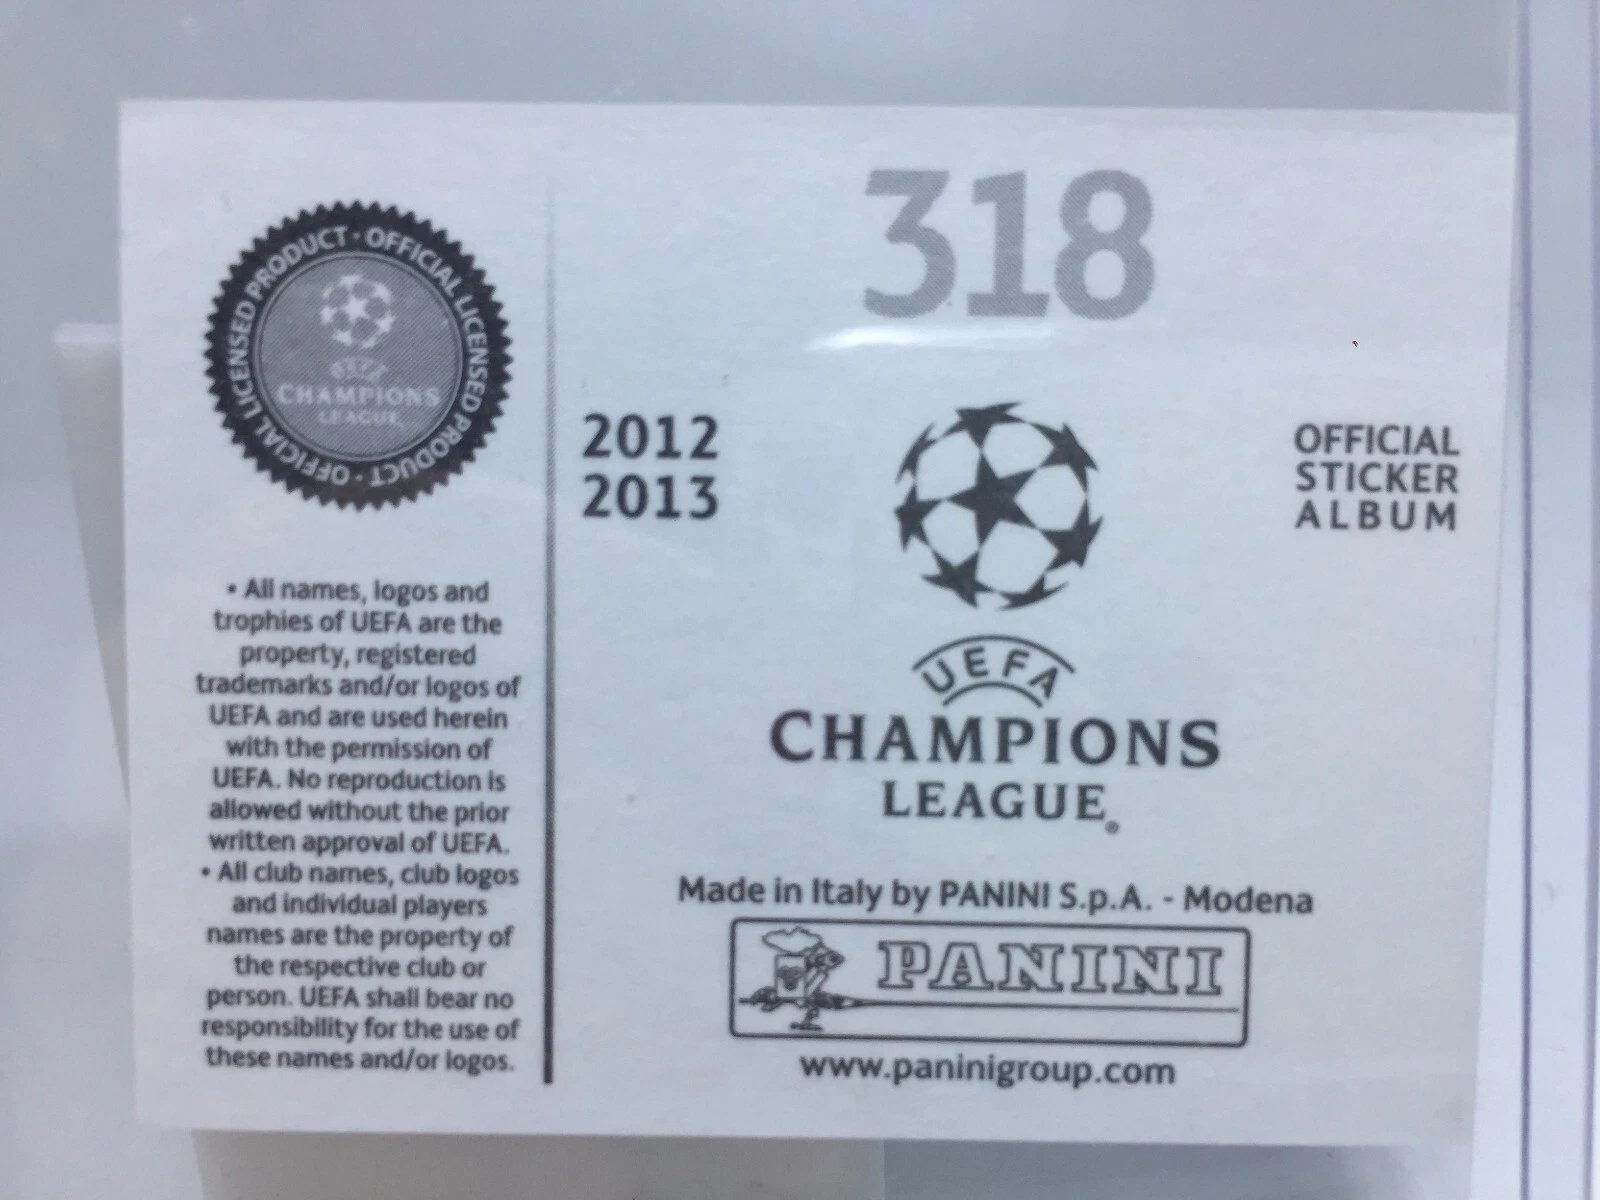 OFFICIAL LICENSED PRODUCT · OFFICIAL LICENSED PRODUCT ·
UEFA
CHAMPIONS
LEAGUE
• All names, logos and
trophies of UEFA are the
property, registered
trademarks and/or logos of
UEFA and are used herein
with the permission of
UEFA. No reproduction is
allowed without the prior
written approval of UEFA.
• All club names, club logos
and individual players
names are the property of
the respective club or
person. UEFA shall bear no
responsibility for the use of
these names and/or logos.
318
2012
2013
OFFICIAL
STICKER
ALBUM
UEFA
CHAMPIONS
LEAGUE®
Made in Italy by PANINI S.p.A. - Modena
PANINI
www.paninigroup.com